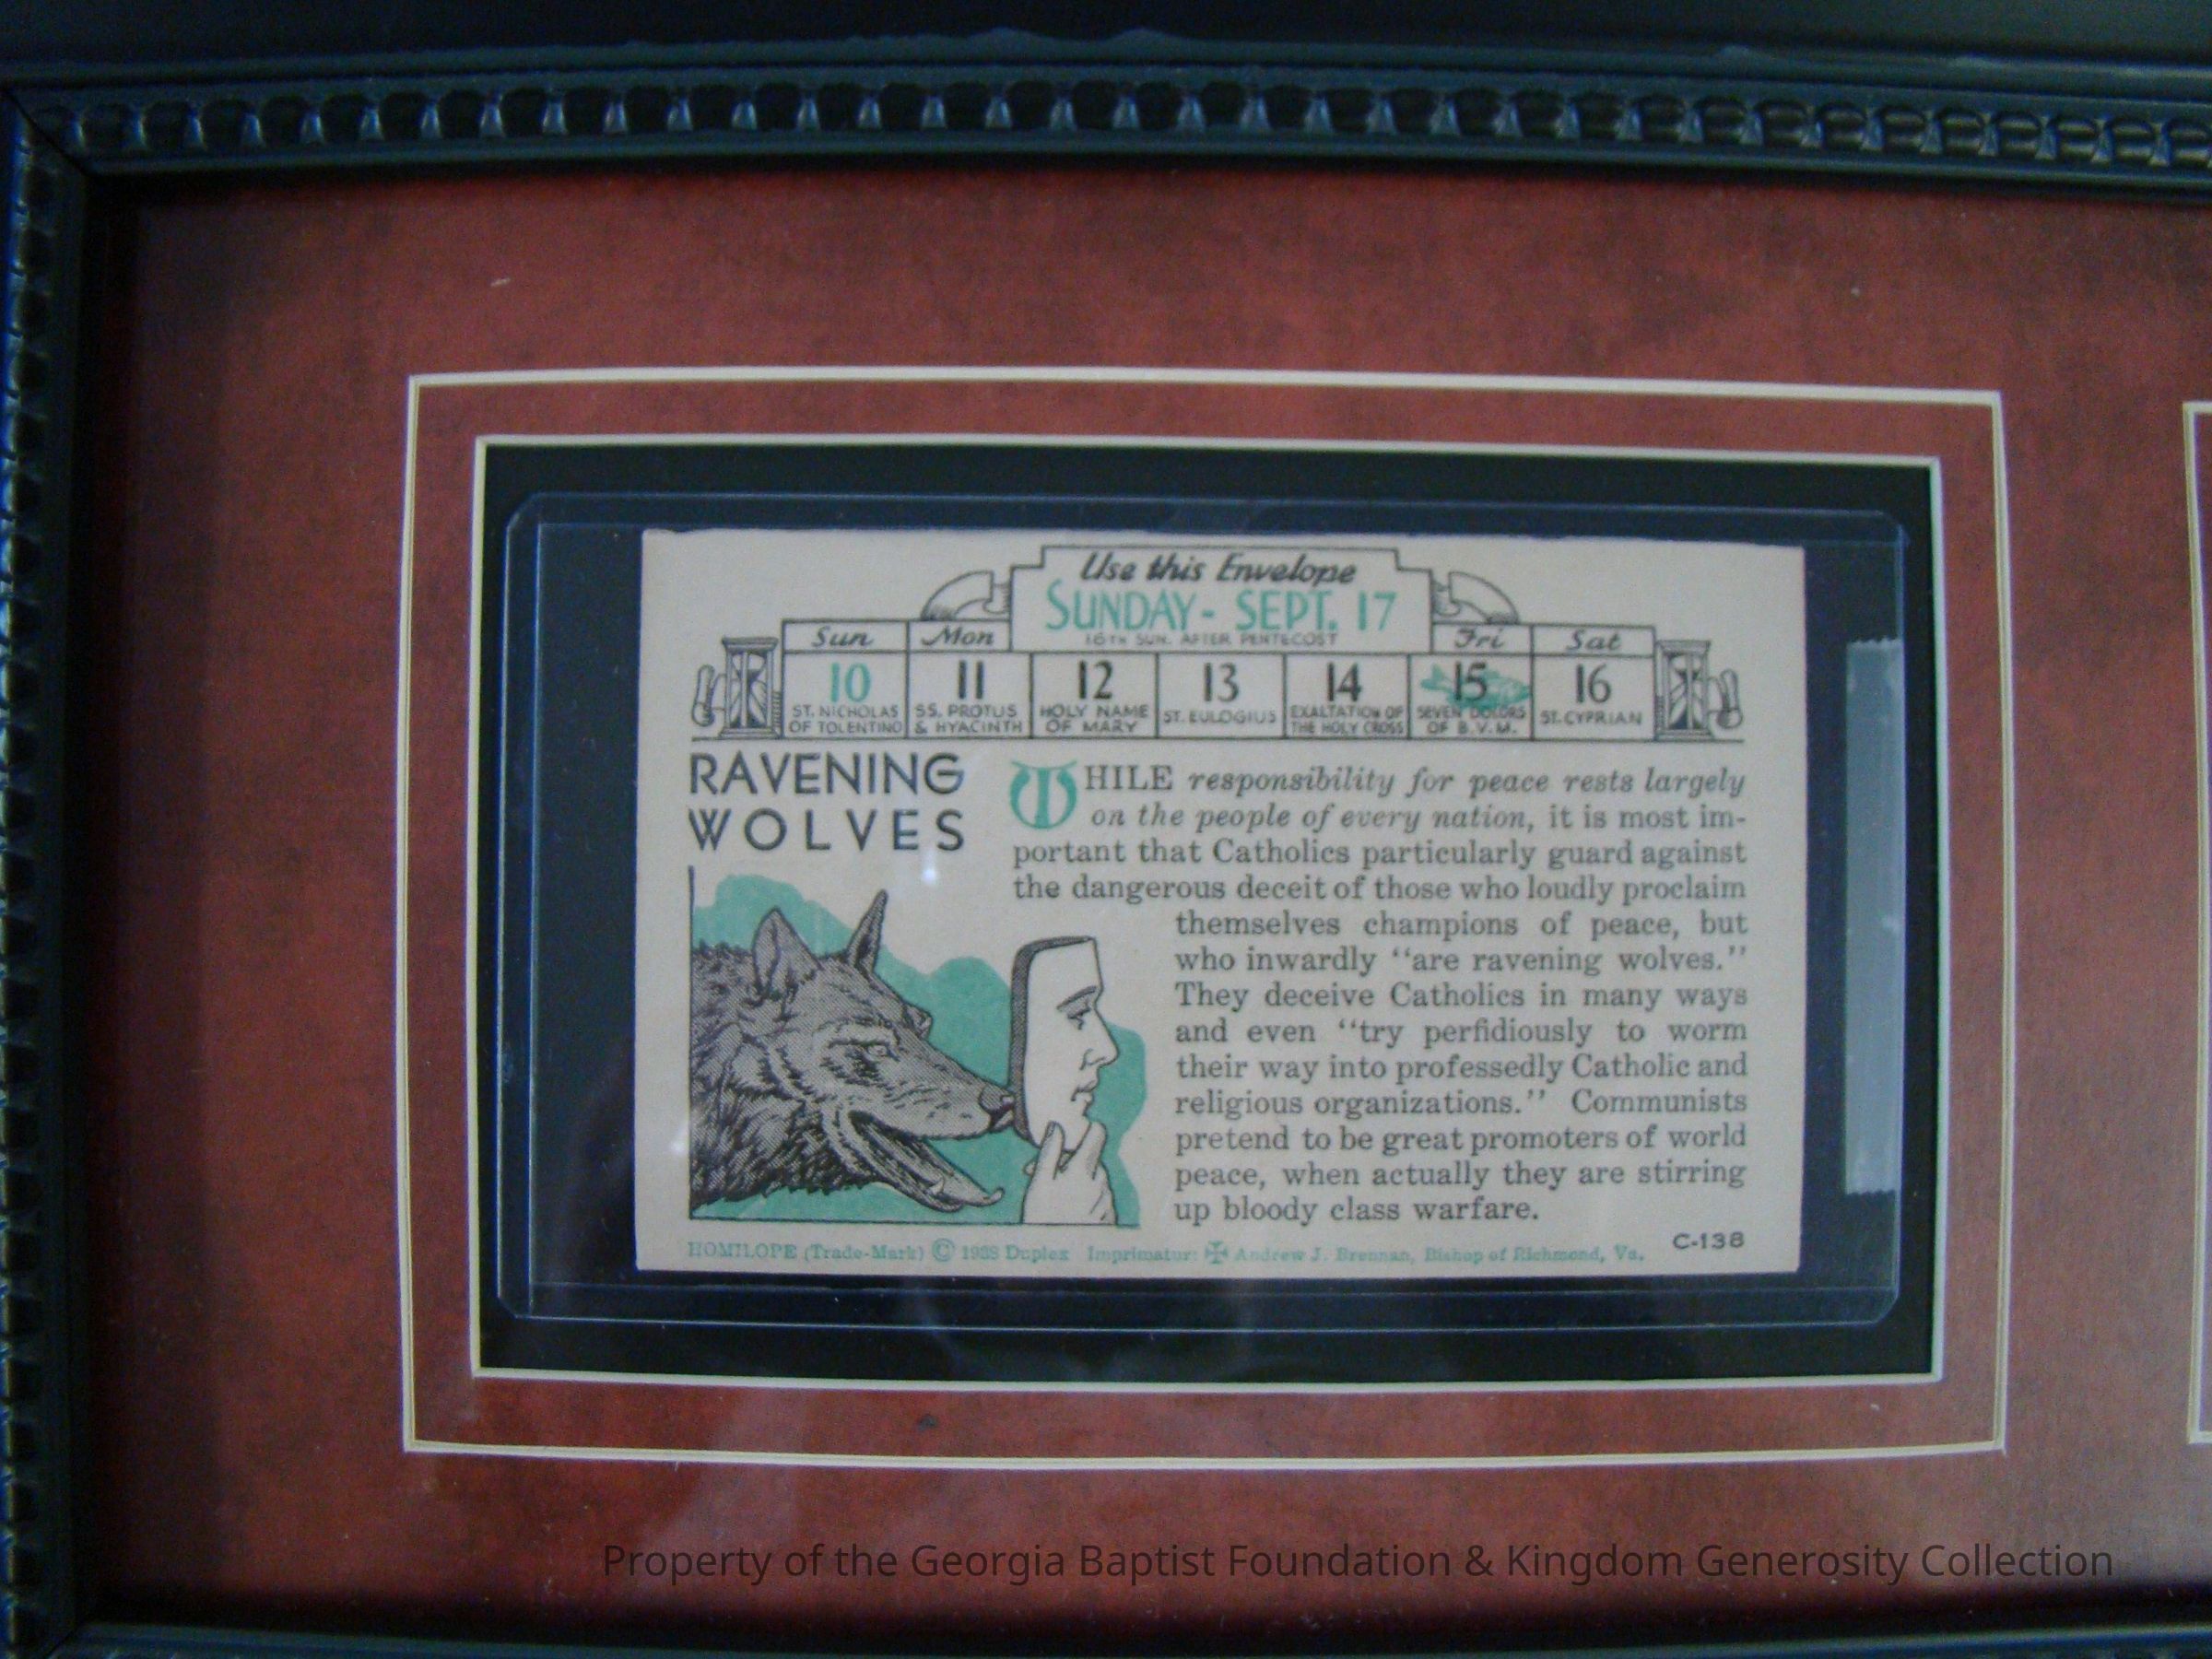 Use this Envelope
SUNDAY - SEPT. 17
16TH SUN. AFTER PENTECOST
Sun Mon Fri Sat
10 11 12 13 14 15 16
ST. NICHOLAS OF TOLENTINO
SS. PROTUS & HYACINTH
HOLY NAME OF MARY
ST. EULOGIUS
EXALTATION OF THE HOLY CROSS
SEVEN DOLORS OF B.V.M.
ST. CYPRIAN
RAVENING
WOLVES
WHILE responsibility for peace rests largely
on the people of every nation, it is most im-
portant that Catholics particularly guard against
the dangerous deceit of those who loudly proclaim
themselves champions of peace, but
who inwardly "are ravening wolves."
They deceive Catholics in many ways
and even "try perfidiously to worm
their way into professedly Catholic and
religious organizations." Communists
pretend to be great promoters of world
peace, when actually they are stirring
up bloody class warfare.
HOMILOPE (Trade-Mark) © 1938 Duplex Imprimatur: ✠ Andrew J. Brennan, Bishop of Richmond, Va.
C-138
Property of the Georgia Baptist Foundation & Kingdom Generosity Collection